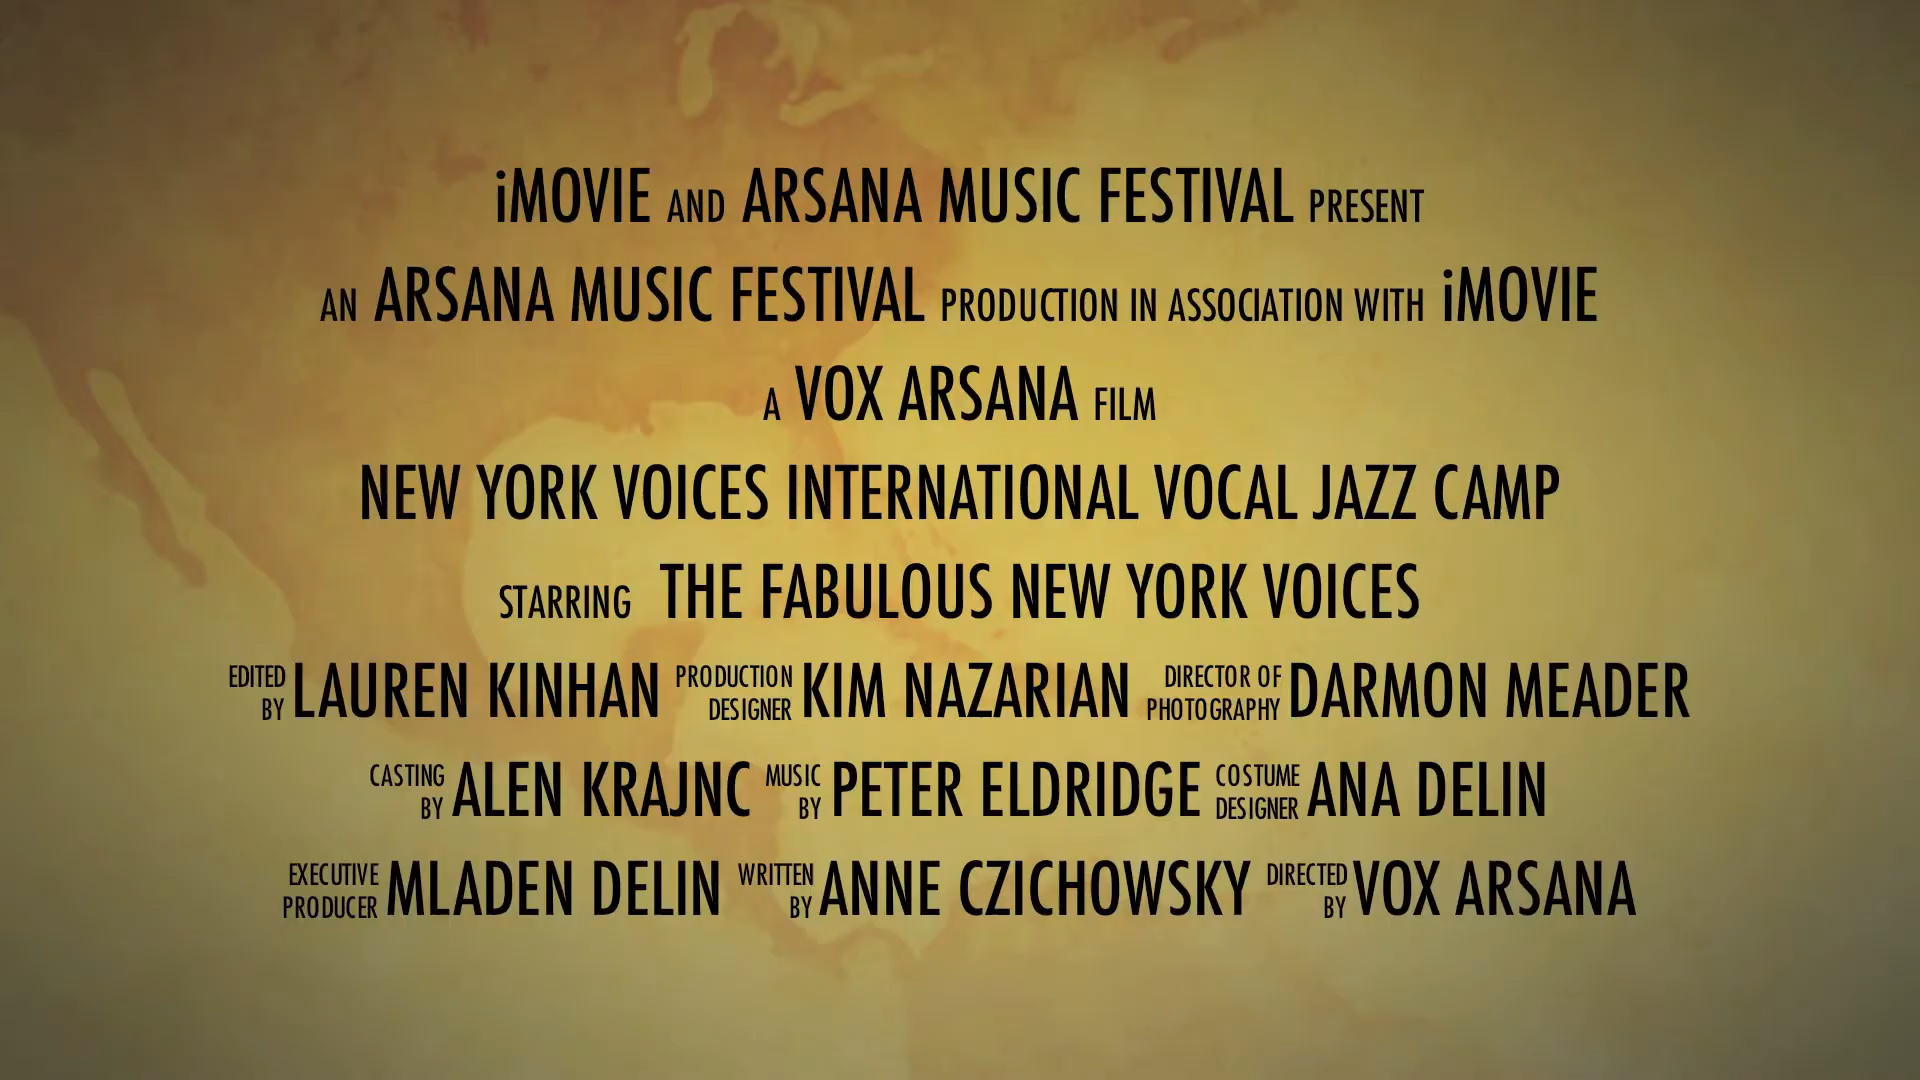 iMOVIE AND ARSANA MUSIC FESTIVAL PRESENT
AN ARSANA MUSIC FESTIVAL PRODUCTION IN ASSOCIATION WITH iMOVIE
A VOX ARSANA FILM
NEW YORK VOICES INTERNATIONAL VOCAL JAZZ CAMP
STARRING THE FABULOUS NEW YORK VOICES
EDITED BY LAUREN KINHAN PRODUCTION DESIGNER KIM NAZARIAN DIRECTOR OF PHOTOGRAPHY DARMON MEADER
CASTING BY ALEN KRAJNC MUSIC BY PETER ELDRIDGE COSTUME DESIGNER ANA DELIN
EXECUTIVE PRODUCER MLADEN DELIN WRITTEN BY ANNE CZICHOWSKY DIRECTED BY VOX ARSANA